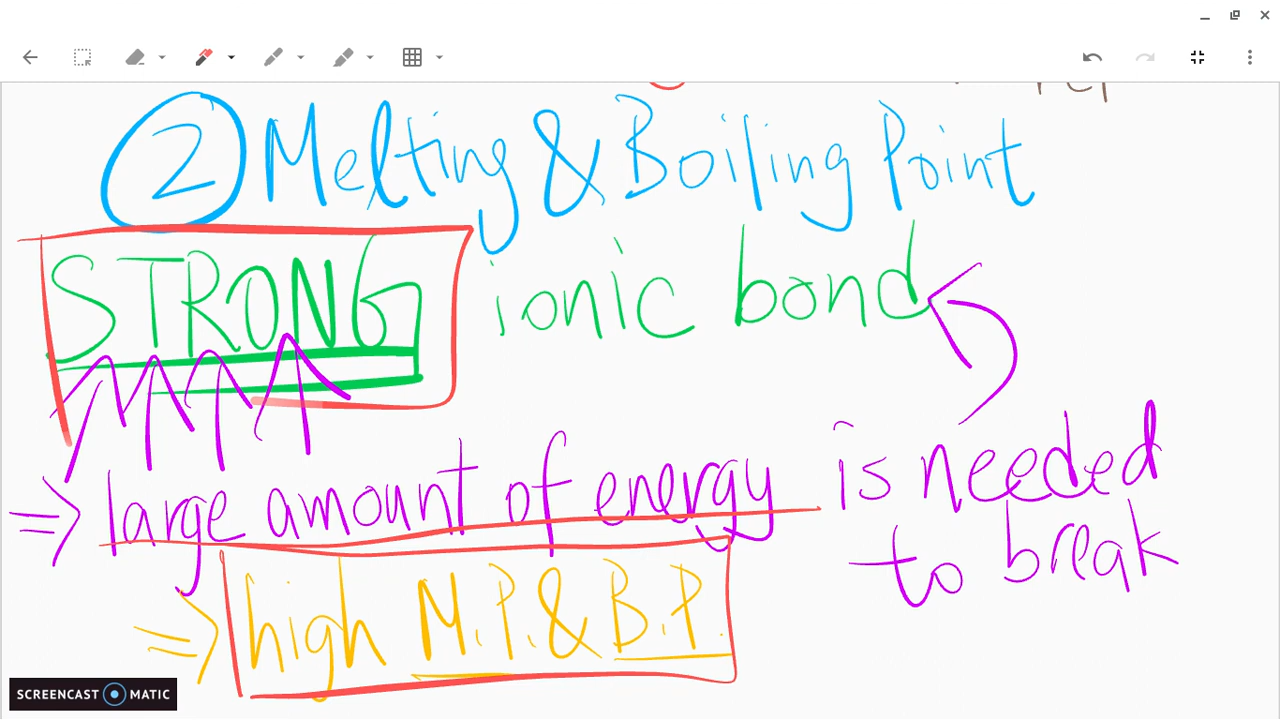 ② Melting & Boiling Point
STRONG ionic bond
⇒ large amount of energy is needed
to break
⇒ high M.P. & B.P.
SCREENCAST MATIC